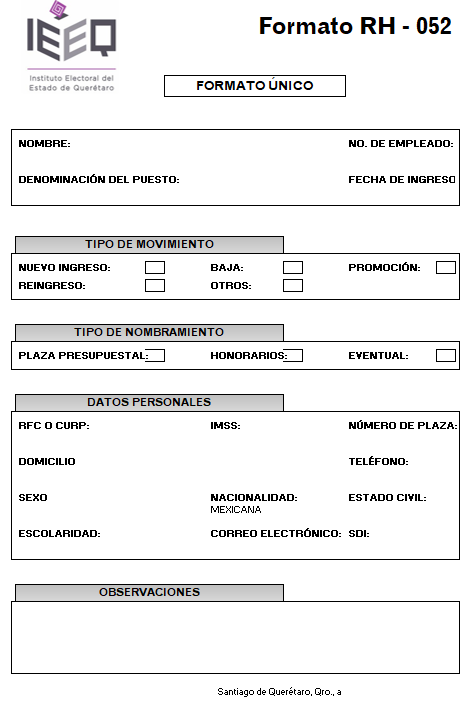 IEEQ
Instituto Electoral del
Estado de Querétaro
Formato RH - 052
FORMATO ÚNICO
NOMBRE: NO. DE EMPLEADO:
DENOMINACIÓN DEL PUESTO: FECHA DE INGRESO
TIPO DE MOVIMIENTO
NUEVO INGRESO: BAJA: PROMOCIÓN:
REINGRESO: OTROS:
TIPO DE NOMBRAMIENTO
PLAZA PRESUPUESTAL: HONORARIOS: EVENTUAL:
DATOS PERSONALES
RFC O CURP: IMSS: NÚMERO DE PLAZA:
DOMICILIO TELÉFONO:
SEXO NACIONALIDAD: ESTADO CIVIL:
MEXICANA
ESCOLARIDAD: CORREO ELECTRÓNICO: SDI:
OBSERVACIONES
Santiago de Querétaro, Qro., a